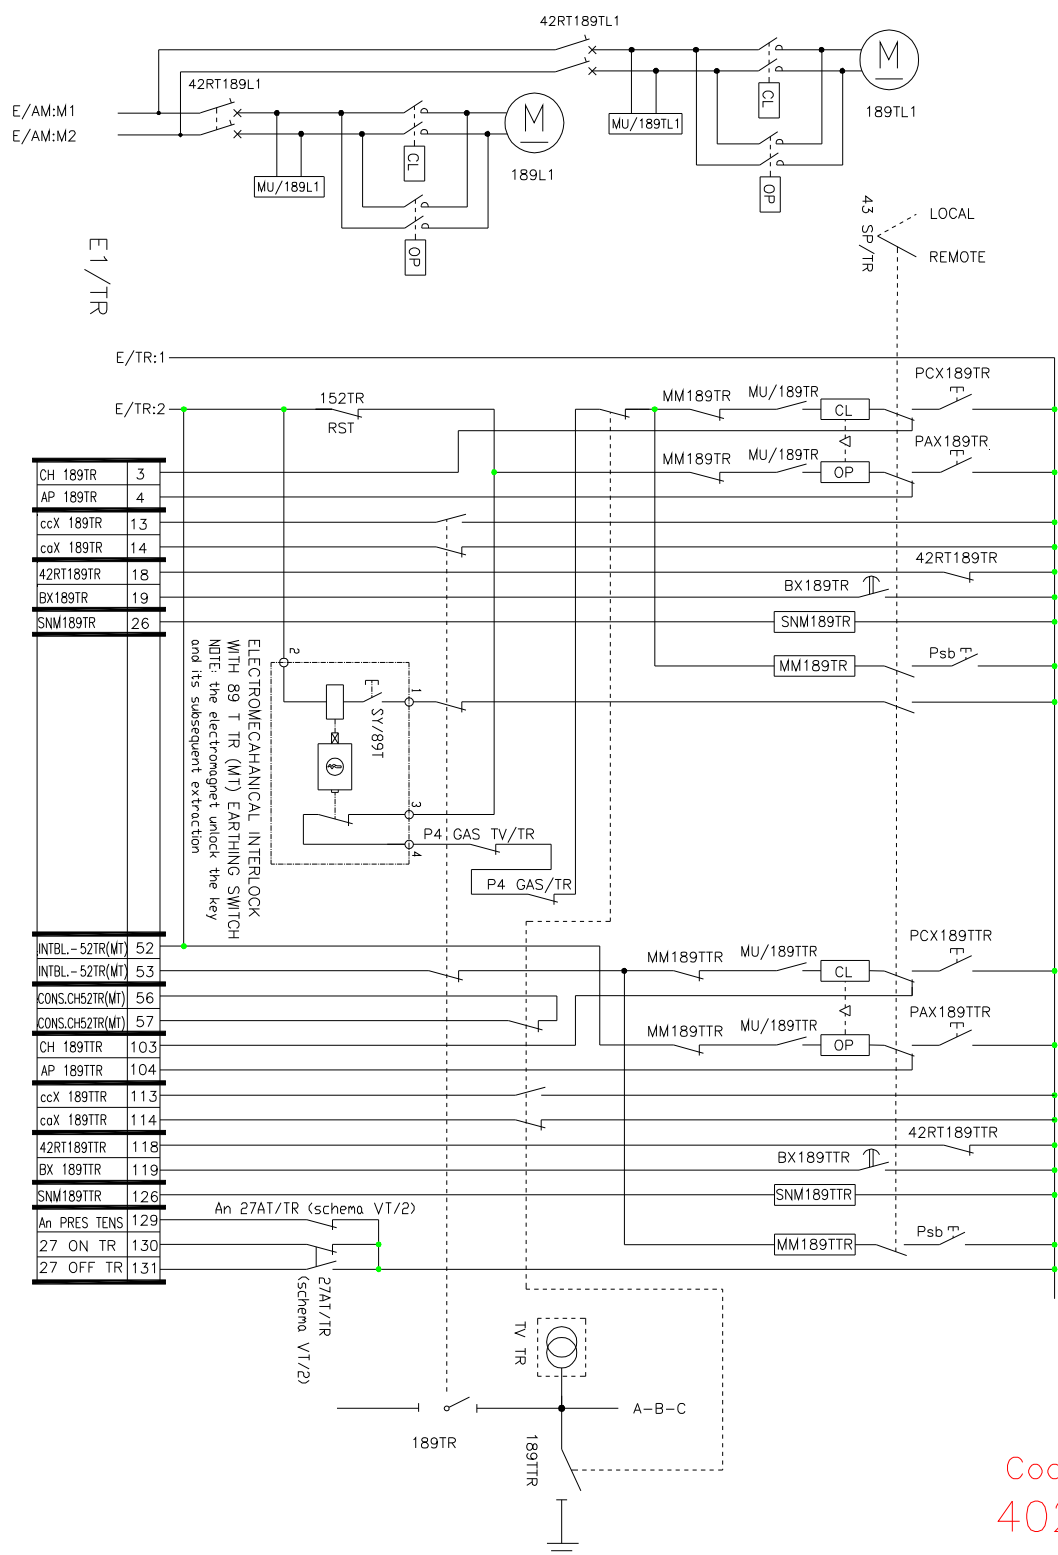 42RT189TL1
M
189TL1
CL
MU/189TL1
OP
42RT189L1
E/AM:M1
E/AM:M2
M
189L1
CL
MU/189L1
OP
E1/TR
43 SP/TR
LOCAL
REMOTE
E/TR:1
E/TR:2
152TR
RST
MM189TR
MU/189TR
CL
PCX189TR
MM189TR
MU/189TR
OP
PAX189TR
CH 189TR 3
AP 189TR 4
ccX 189TR 13
caX 189TR 14
42RT189TR 18
BX189TR 19
SNM189TR 26
42RT189TR
BX189TR
SNM189TR
MM189TR
Psb
2
1
SY/89T
3
4
ELECTROMECAHANICAL INTERLOCK
WITH 89 T TR (MT) EARTHING SWITCH
NOTE: the electromagnet unlock the key
and its subsequent extraction
P4 GAS TV/TR
P4 GAS/TR
INTBL.-52TR(MT) 52
INTBL.-52TR(MT) 53
CONS.CH52TR(MT) 56
CONS.CH52TR(MT) 57
CH 189TTR 103
AP 189TTR 104
ccX 189TTR 113
caX 189TTR 114
42RT189TTR 118
BX 189TTR 119
SNM189TTR 126
An PRES TENS 129
27 ON TR 130
27 OFF TR 131
MM189TTR
MU/189TTR
CL
PCX189TTR
MM189TTR
MU/189TTR
OP
PAX189TTR
42RT189TTR
BX189TTR
SNM189TTR
MM189TTR
Psb
An 27AT/TR (schema VT/2)
27AT/TR
(schema VT/2)
TV TR
A-B-C
189TR
189TTR